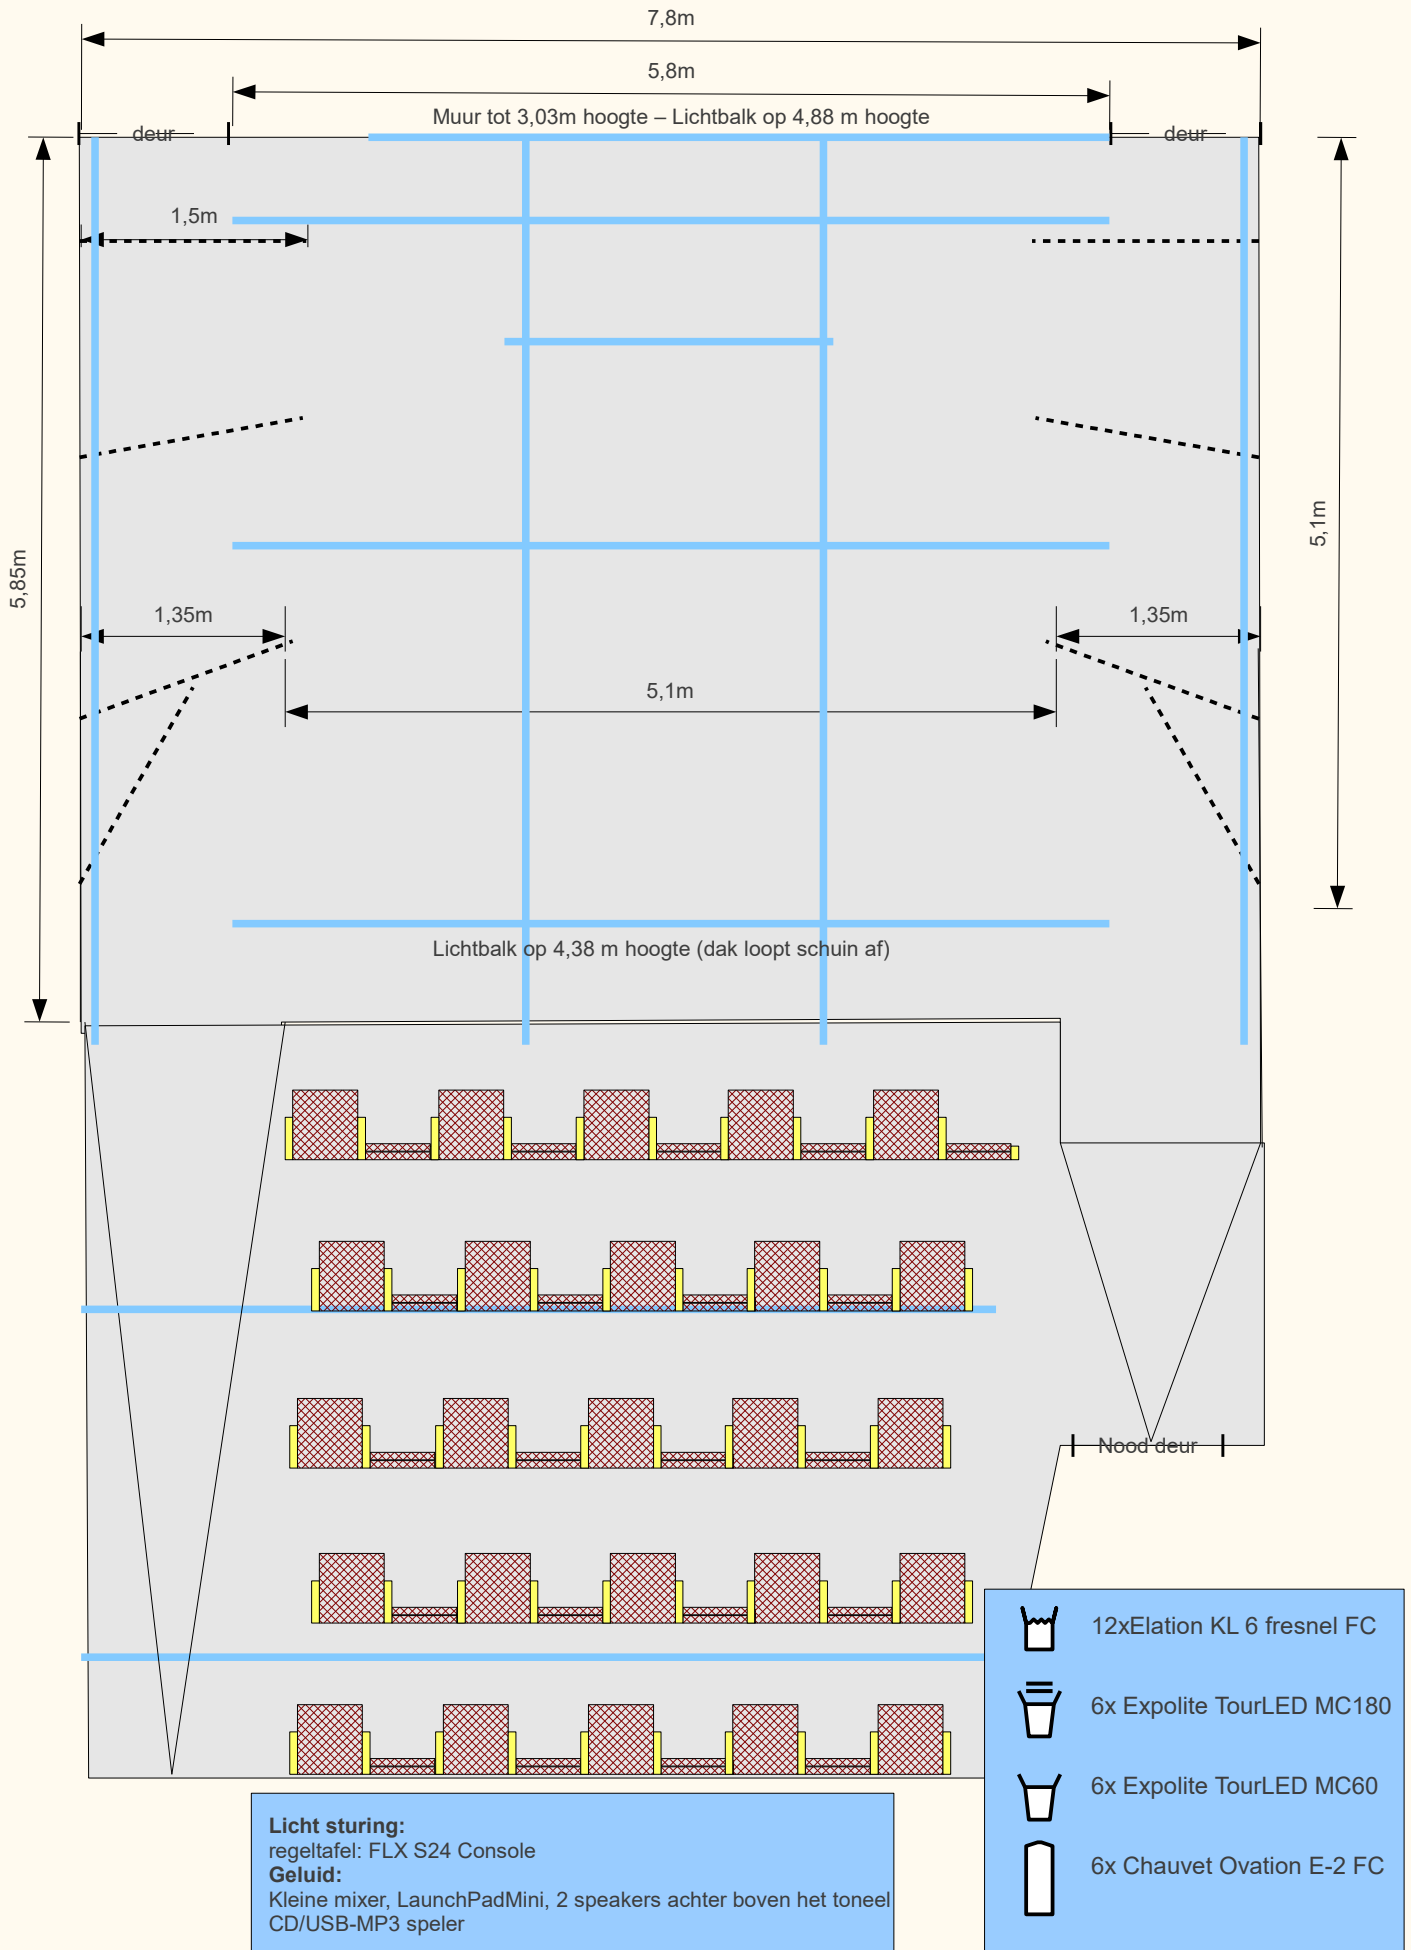 7,8m
5,8m
Muur tot 3,03m hoogte – Lichtbalk op 4,88 m hoogte
deur
deur
1,5m
5,1m
5,85m
1,35m
1,35m
5,1m
Lichtbalk op 4,38 m hoogte (dak loopt schuin af)
Nood deur
12xElation KL 6 fresnel FC
6x Expolite TourLED MC180
6x Expolite TourLED MC60
6x Chauvet Ovation E-2 FC
Licht sturing:
regeltafel: FLX S24 Console
Geluid:
Kleine mixer, LaunchPadMini, 2 speakers achter boven het toneel
CD/USB-MP3 speler